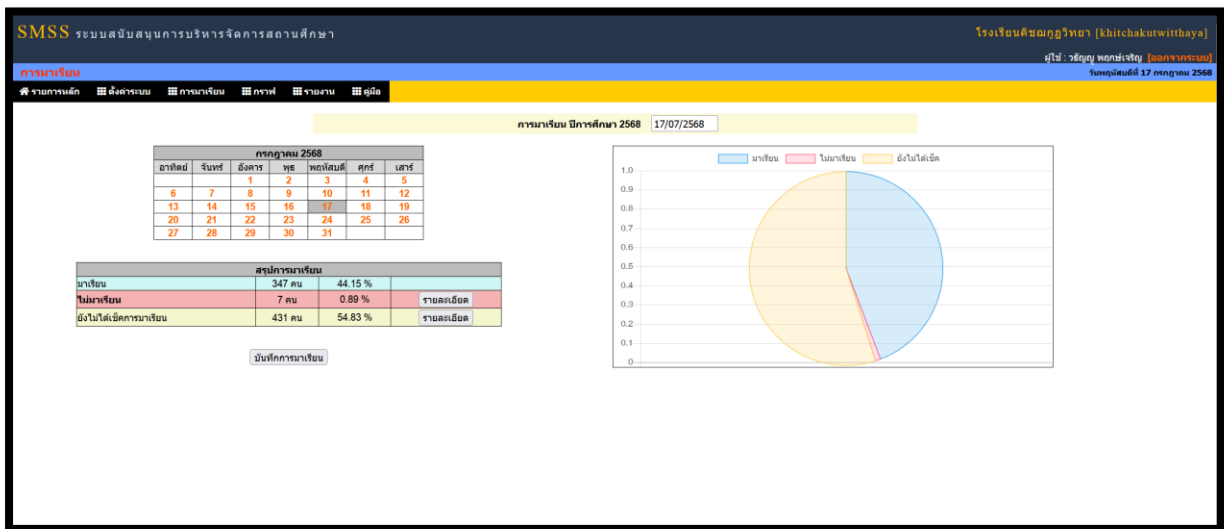 SMSS ระบบสนับสนุนการบริหารจัดการสถานศึกษา
โรงเรียนคิชฌกูฏวิทยา [khitchakutwitthaya]
ผู้ใช้ : วธัญญู พฤกษ์เจริญ [ออกจากระบบ]
การมาเรียน
วันพฤหัสบดีที่ 17 กรกฎาคม 2568
รายการหลัก ตั้งค่าระบบ การมาเรียน กราฟ รายงาน คู่มือ
การมาเรียน ปีการศึกษา 2568 17/07/2568
กรกฎาคม 2568
อาทิตย์ จันทร์ อังคาร พุธ พฤหัสบดี ศุกร์ เสาร์
1 2 3 4 5
6 7 8 9 10 11 12
13 14 15 16 17 18 19
20 21 22 23 24 25 26
27 28 29 30 31
สรุปการมาเรียน
มาเรียน 347 คน 44.15 %
ไม่มาเรียน 7 คน 0.89 % รายละเอียด
ยังไม่ได้เช็คการมาเรียน 431 คน 54.83 % รายละเอียด
บันทึกการมาเรียน
มาเรียน ไม่มาเรียน ยังไม่ได้เช็ค
1.0
0.9
0.8
0.7
0.6
0.5
0.4
0.3
0.2
0.1
0